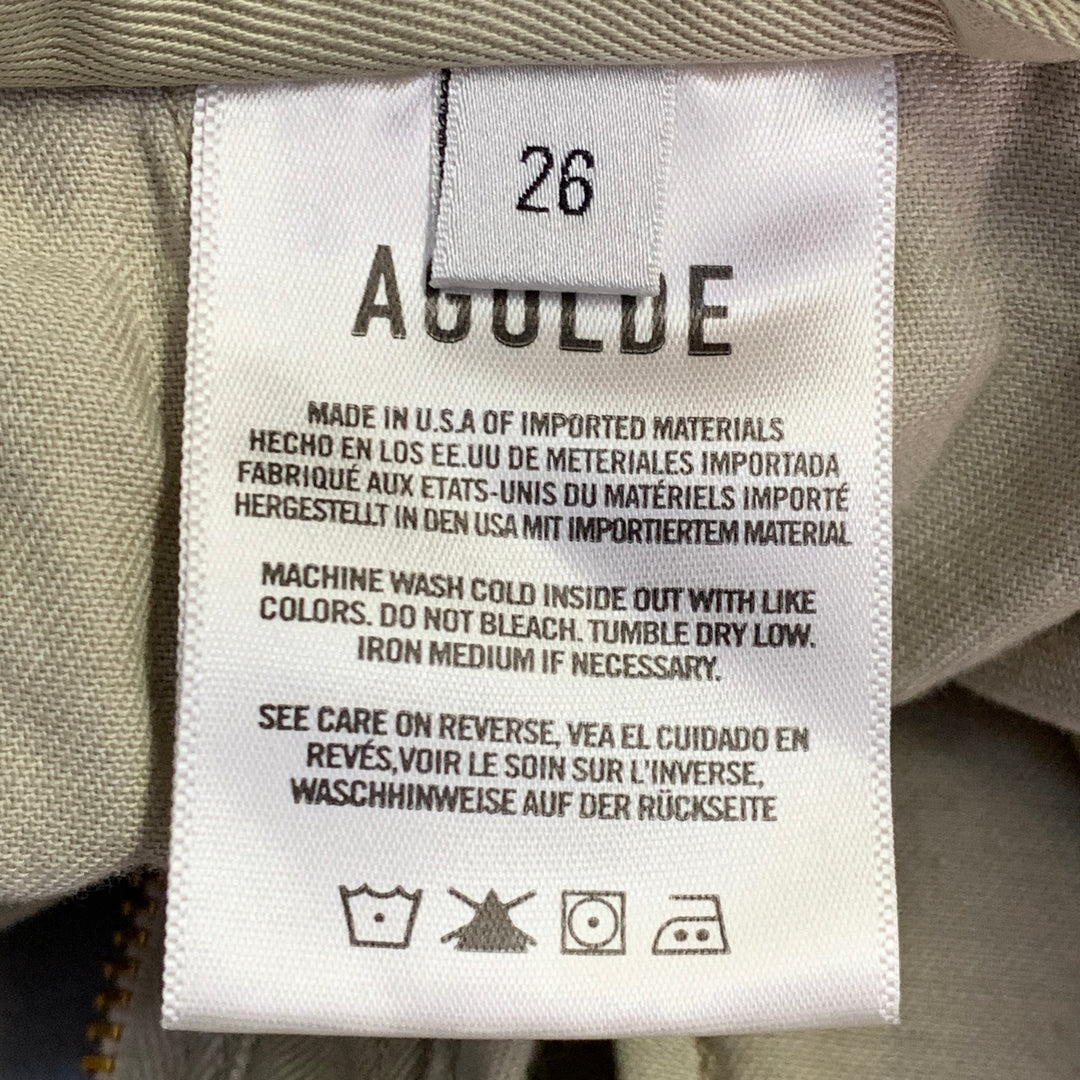 26
AGOLDE
MADE IN U.S.A OF IMPORTED MATERIALS
HECHO EN LOS EE.UU DE METERIALES IMPORTADA
FABRIQUÉ AUX ETATS-UNIS DU MATÉRIELS IMPORTÉ
HERGESTELLT IN DEN USA MIT IMPORTIERTEM MATERIAL
MACHINE WASH COLD INSIDE OUT WITH LIKE
COLORS. DO NOT BLEACH. TUMBLE DRY LOW.
IRON MEDIUM IF NECESSARY.
SEE CARE ON REVERSE, VEA EL CUIDADO EN
REVÉS,VOIR LE SOIN SUR L'INVERSE,
WASCHHINWEISE AUF DER RÜCKSEITE